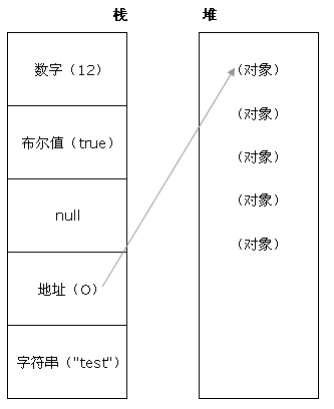 栈
堆
数字（12）
布尔值（true）
null
地址（O）
字符串（"test"）
（对象）
（对象）
（对象）
（对象）
（对象）